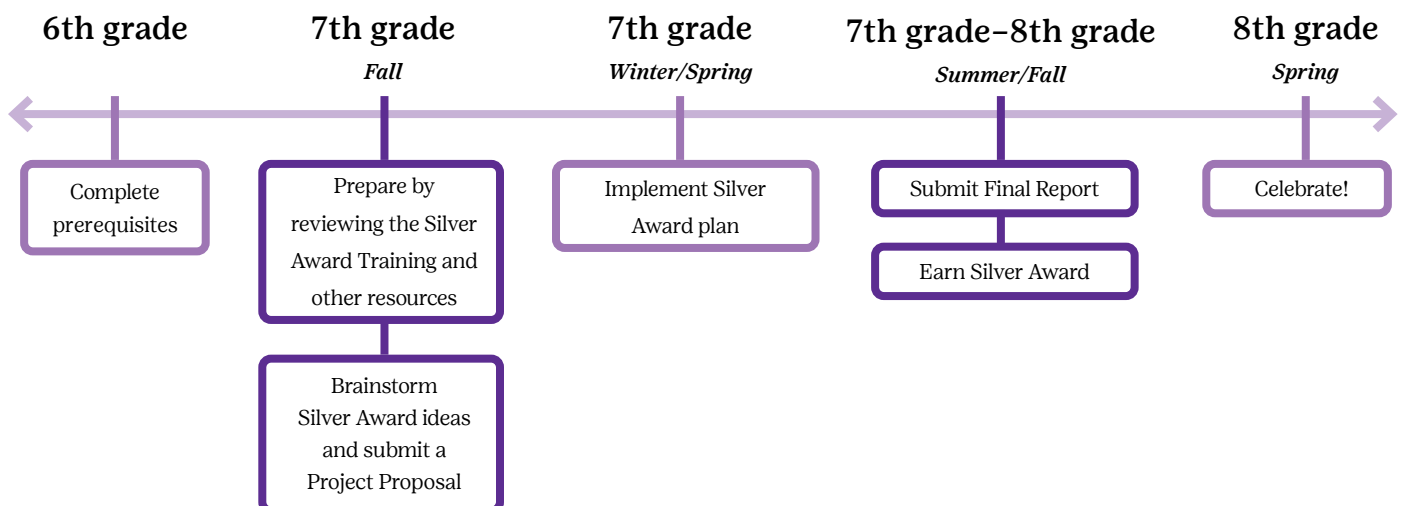 6th grade
Complete
prerequisites
7th grade
Fall
Prepare by
reviewing the Silver
Award Training and
other resources
Brainstorm
Silver Award ideas
and submit a
Project Proposal
7th grade
Winter/Spring
Implement Silver
Award plan
7th grade–8th grade
Summer/Fall
Submit Final Report
Earn Silver Award
8th grade
Spring
Celebrate!